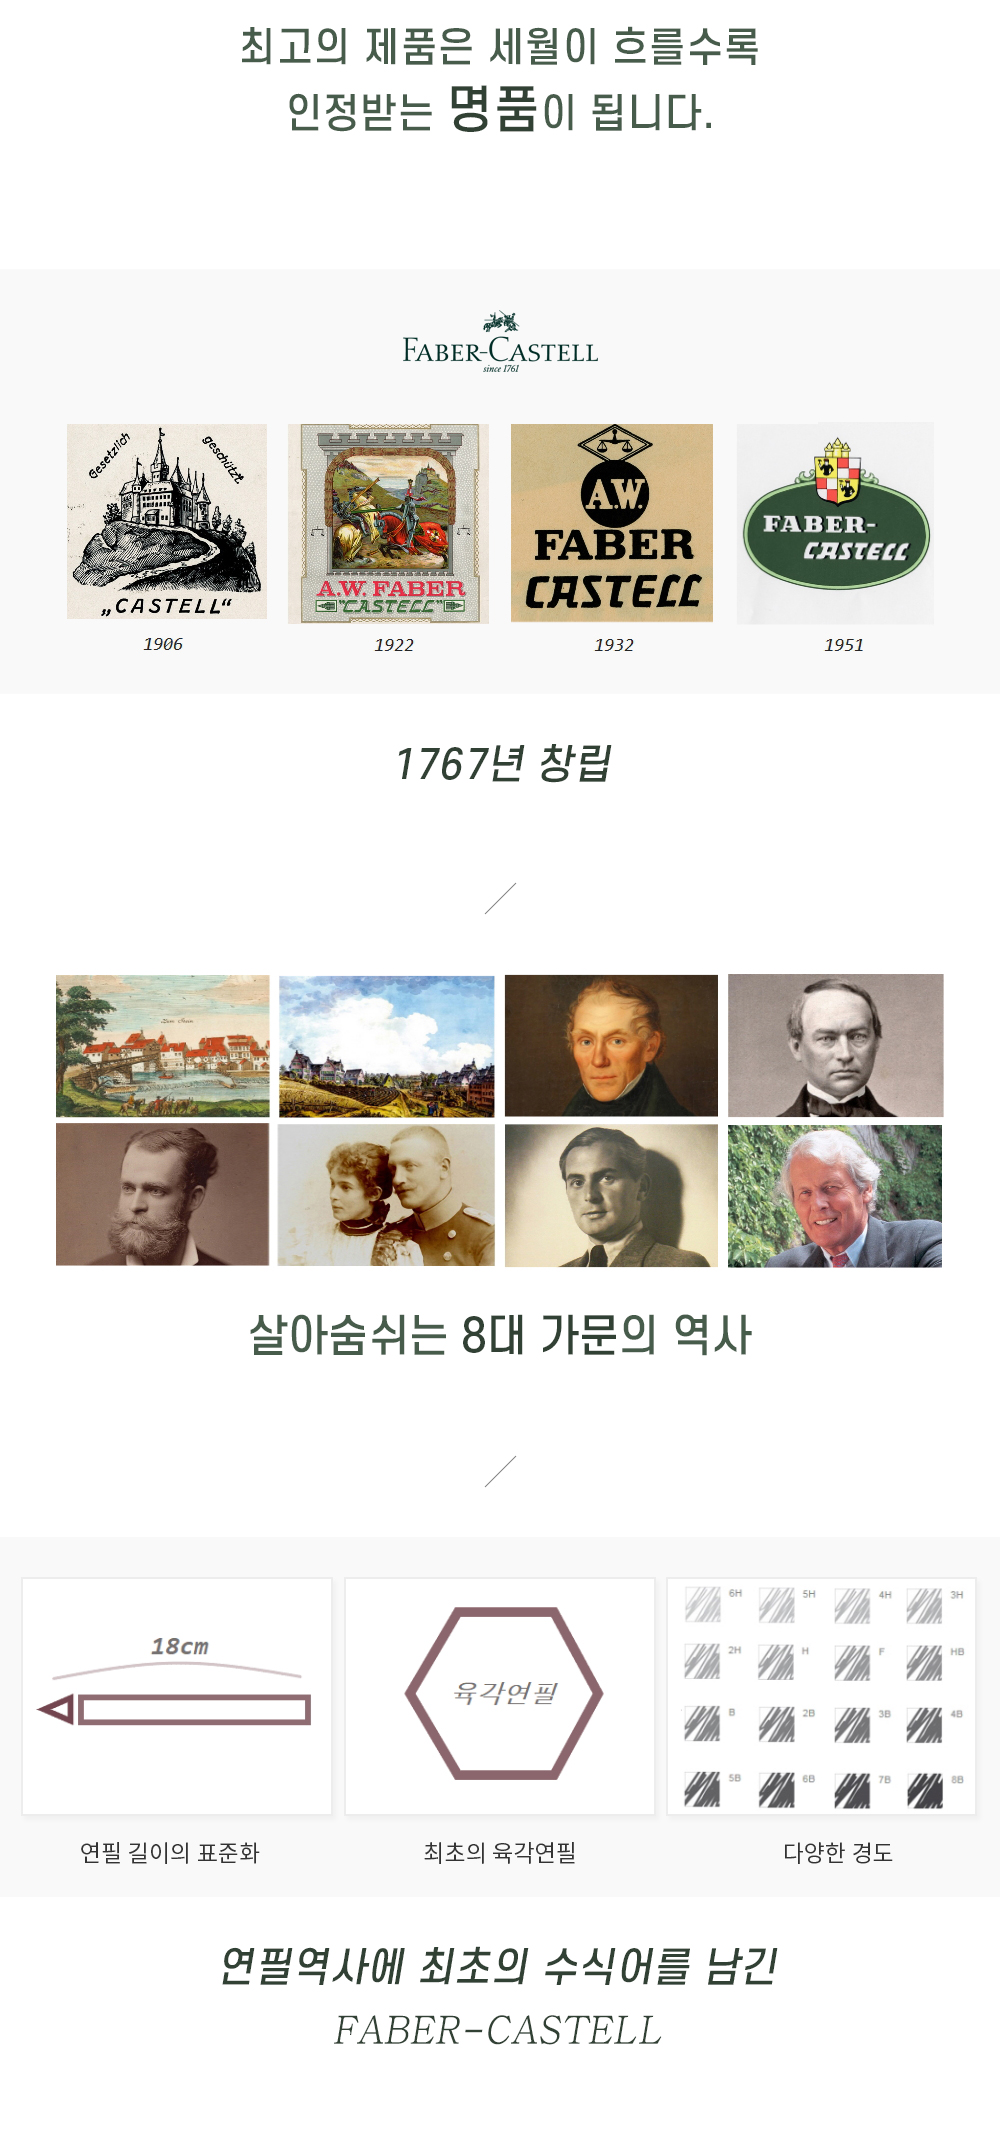 최고의 제품은 세월이 흐를수록
인정받는 명품이 됩니다.
FABER-CASTELL
since 1761
Gesetzlich geschützt
„CASTELL“
1906
A.W. FABER
"CASTELL"
1922
A.W.
FABER
CASTELL
1932
FABER-
CASTELL
1951
1767년 창립
살아숨쉬는 8대 가문의 역사
18cm
육각연필
6H 5H 4H 3H
2H H F HB
B 2B 3B 4B
5B 6B 7B 8B
연필 길이의 표준화
최초의 육각연필
다양한 경도
연필역사에 최초의 수식어를 남긴
FABER-CASTELL